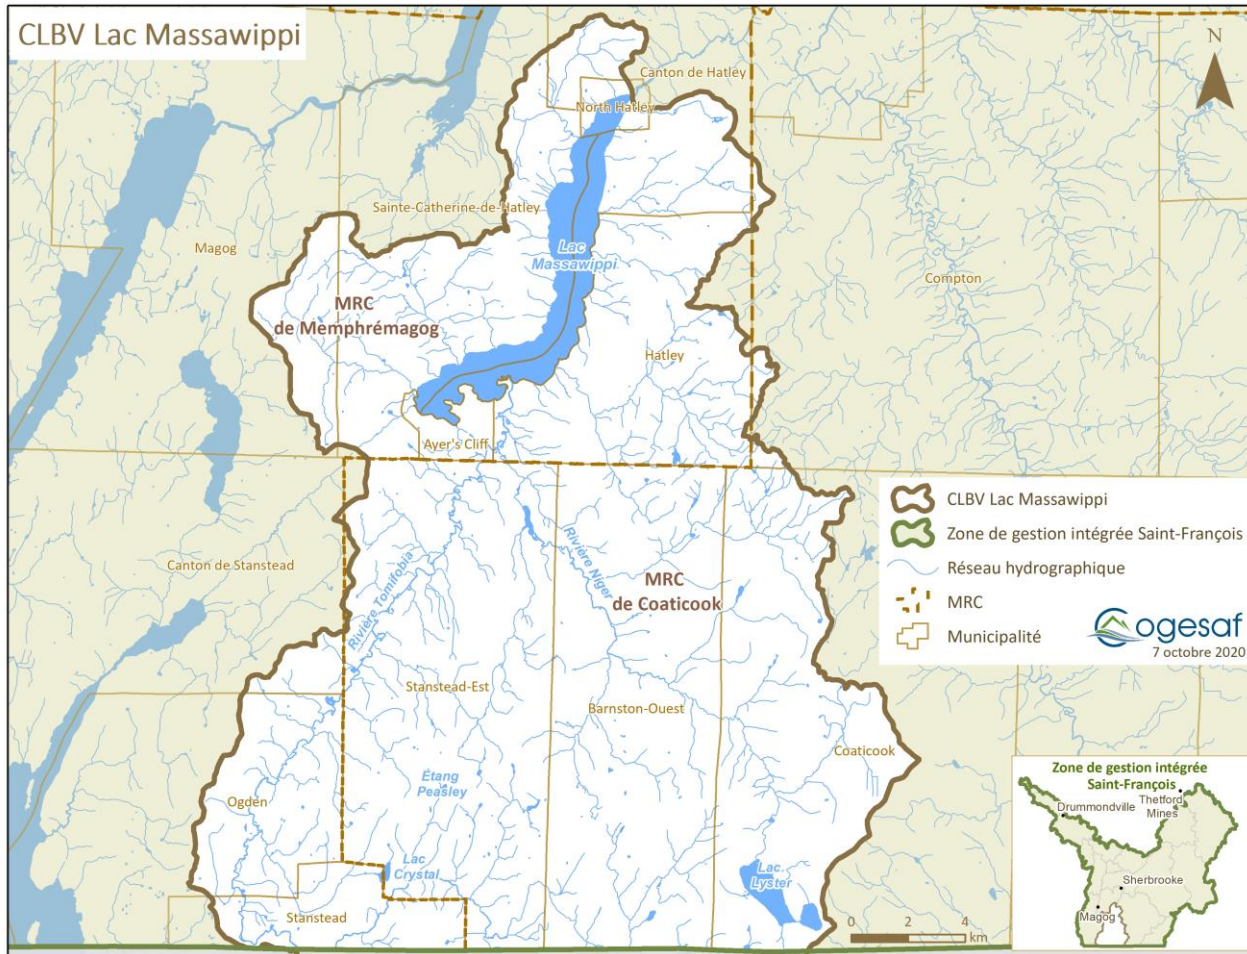 CLBV Lac Massawippi
N
Canton de Hatley
North Hatley
Sainte-Catherine-de-Hatley
Magog
Lac
Massawippi
Compton
MRC
de Memphrémagog
Hatley
Ayer's Cliff
CLBV Lac Massawippi
Zone de gestion intégrée Saint-François
Réseau hydrographique
MRC
Municipalité
Cogesaf
7 octobre 2020
Canton de Stanstead
Rivière Tomifobia
Rivière Niger
MRC
de Coaticook
Stanstead-Est
Barnston-Ouest
Coaticook
Étang
Peasley
Ogden
Lac
Crystal
Lac
Lyster
Stanstead
0 2 4
km
Zone de gestion intégrée
Saint-François
Thetford
Mines
Drummondville
Sherbrooke
Magog